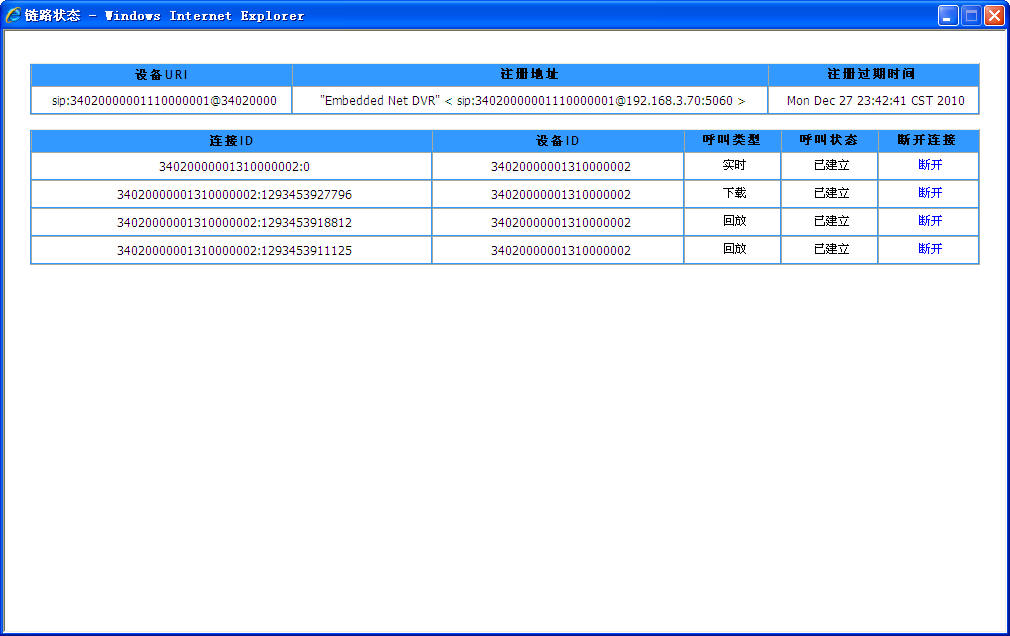 链路状态 - Windows Internet Explorer
设备URI 注册地址 注册过期时间
sip:34020000001110000001@34020000 "Embedded Net DVR" < sip:34020000001110000001@192.168.3.70:5060 > Mon Dec 27 23:42:41 CST 2010
连接ID 设备ID 呼叫类型 呼叫状态 断开连接
34020000001310000002:0 34020000001310000002 实时 已建立 断开
34020000001310000002:1293453927796 34020000001310000002 下载 已建立 断开
34020000001310000002:1293453918812 34020000001310000002 回放 已建立 断开
34020000001310000002:1293453911125 34020000001310000002 回放 已建立 断开